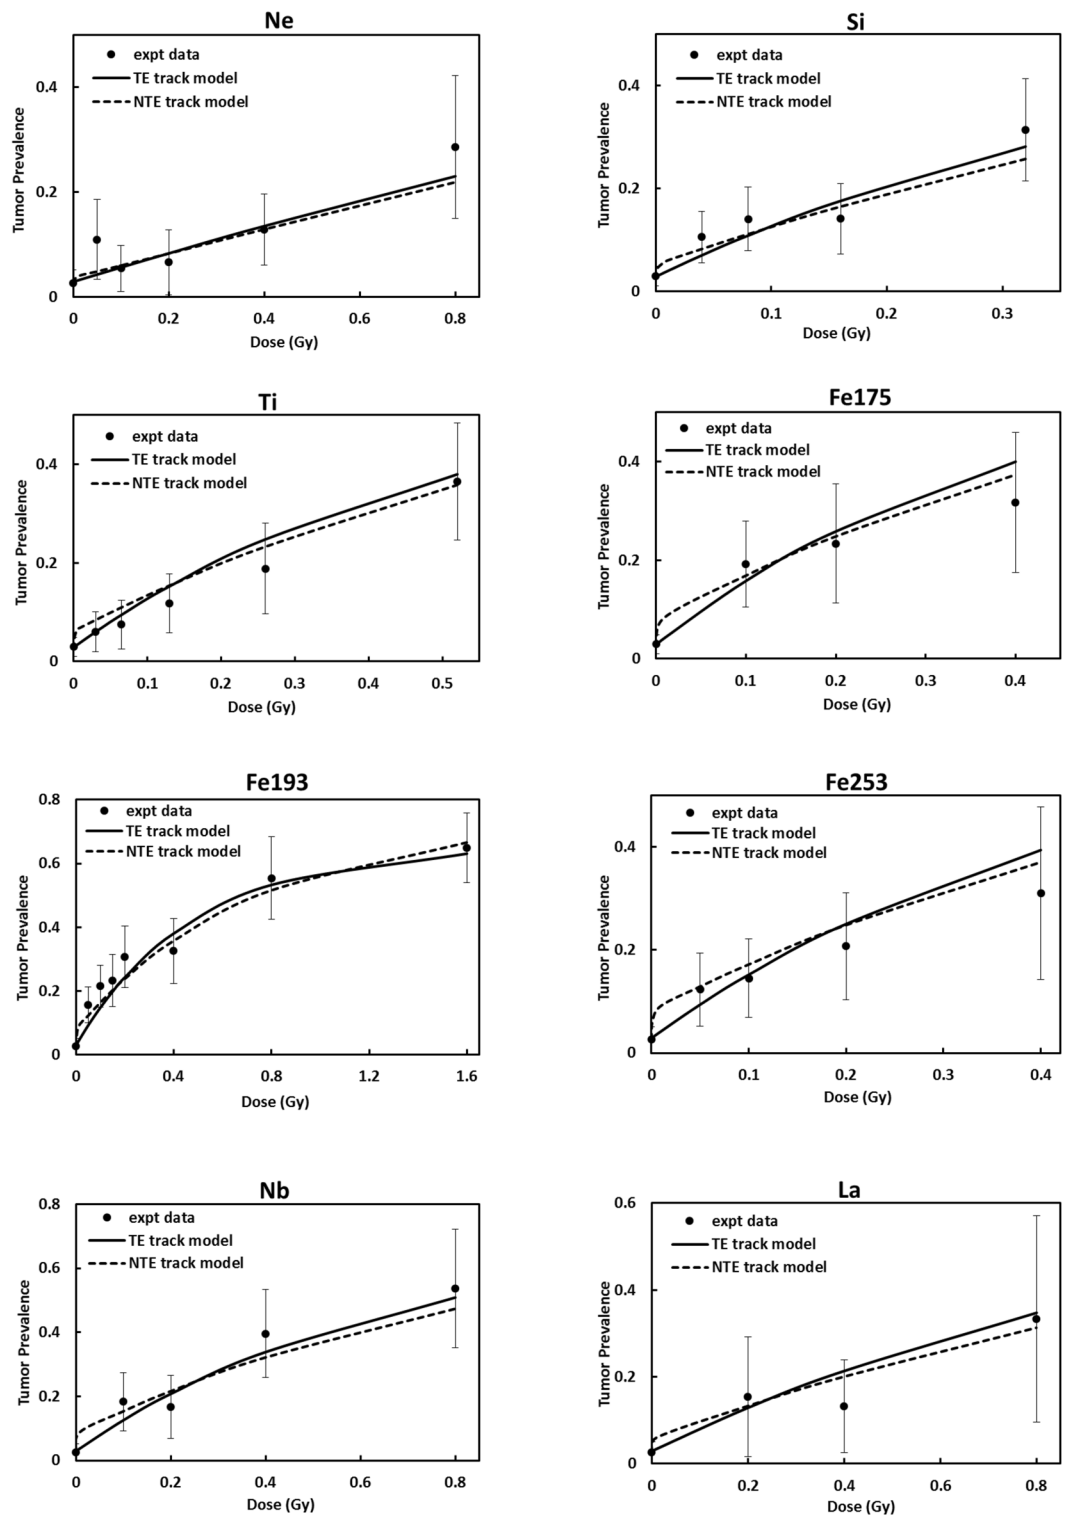 Ne
expt data
TE track model
NTE track model
Tumor Prevalence
0.4
0.2
0
0 0.2 0.4 0.6 0.8
Dose (Gy)
Si
expt data
TE track model
NTE track model
Tumor Prevalence
0.4
0.2
0
0 0.1 0.2 0.3
Dose (Gy)
Ti
expt data
TE track model
NTE track model
Tumor Prevalence
0.4
0.2
0
0 0.1 0.2 0.3 0.4 0.5
Dose (Gy)
Fe175
expt data
TE track model
NTE track model
Tumor Prevalence
0.4
0.2
0
0 0.1 0.2 0.3 0.4
Dose (Gy)
Fe193
expt data
TE track model
NTE track model
Tumor Prevalence
0.8
0.6
0.4
0.2
0
0 0.4 0.8 1.2 1.6
Dose (Gy)
Fe253
expt data
TE track model
NTE track model
Tumor Prevalence
0.4
0.2
0
0 0.1 0.2 0.3 0.4
Dose (Gy)
Nb
expt data
TE track model
NTE track model
Tumor Prevalence
0.8
0.6
0.4
0.2
0
0 0.2 0.4 0.6 0.8
Dose (Gy)
La
expt data
TE track model
NTE track model
Tumor Prevalence
0.6
0.4
0.2
0
0 0.2 0.4 0.6 0.8
Dose (Gy)